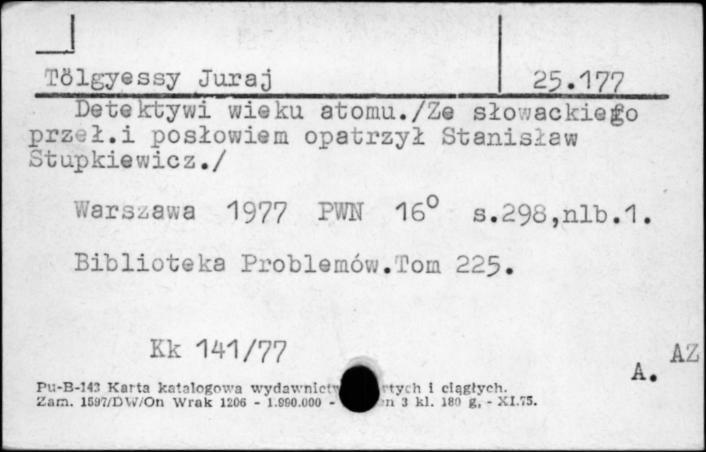 Tölgyessy Juraj 25.177
Detektywi wieku atomu./Ze słowackiego
przeł.i posłowiem opatrzył Stanisław
Stupkiewicz./
Warszawa 1977 PWN 16° s.298,nlb.1.
Biblioteka Problemów.Tom 225.
Kk 141/77
AZ
A.
Pu-B-143 Karta katalogowa wydawnictw rtych i ciągłych.
Zam. 1597/DW/On Wrak 1206 - 1.990.000 - n 3 kl. 180 g, - XI.75.